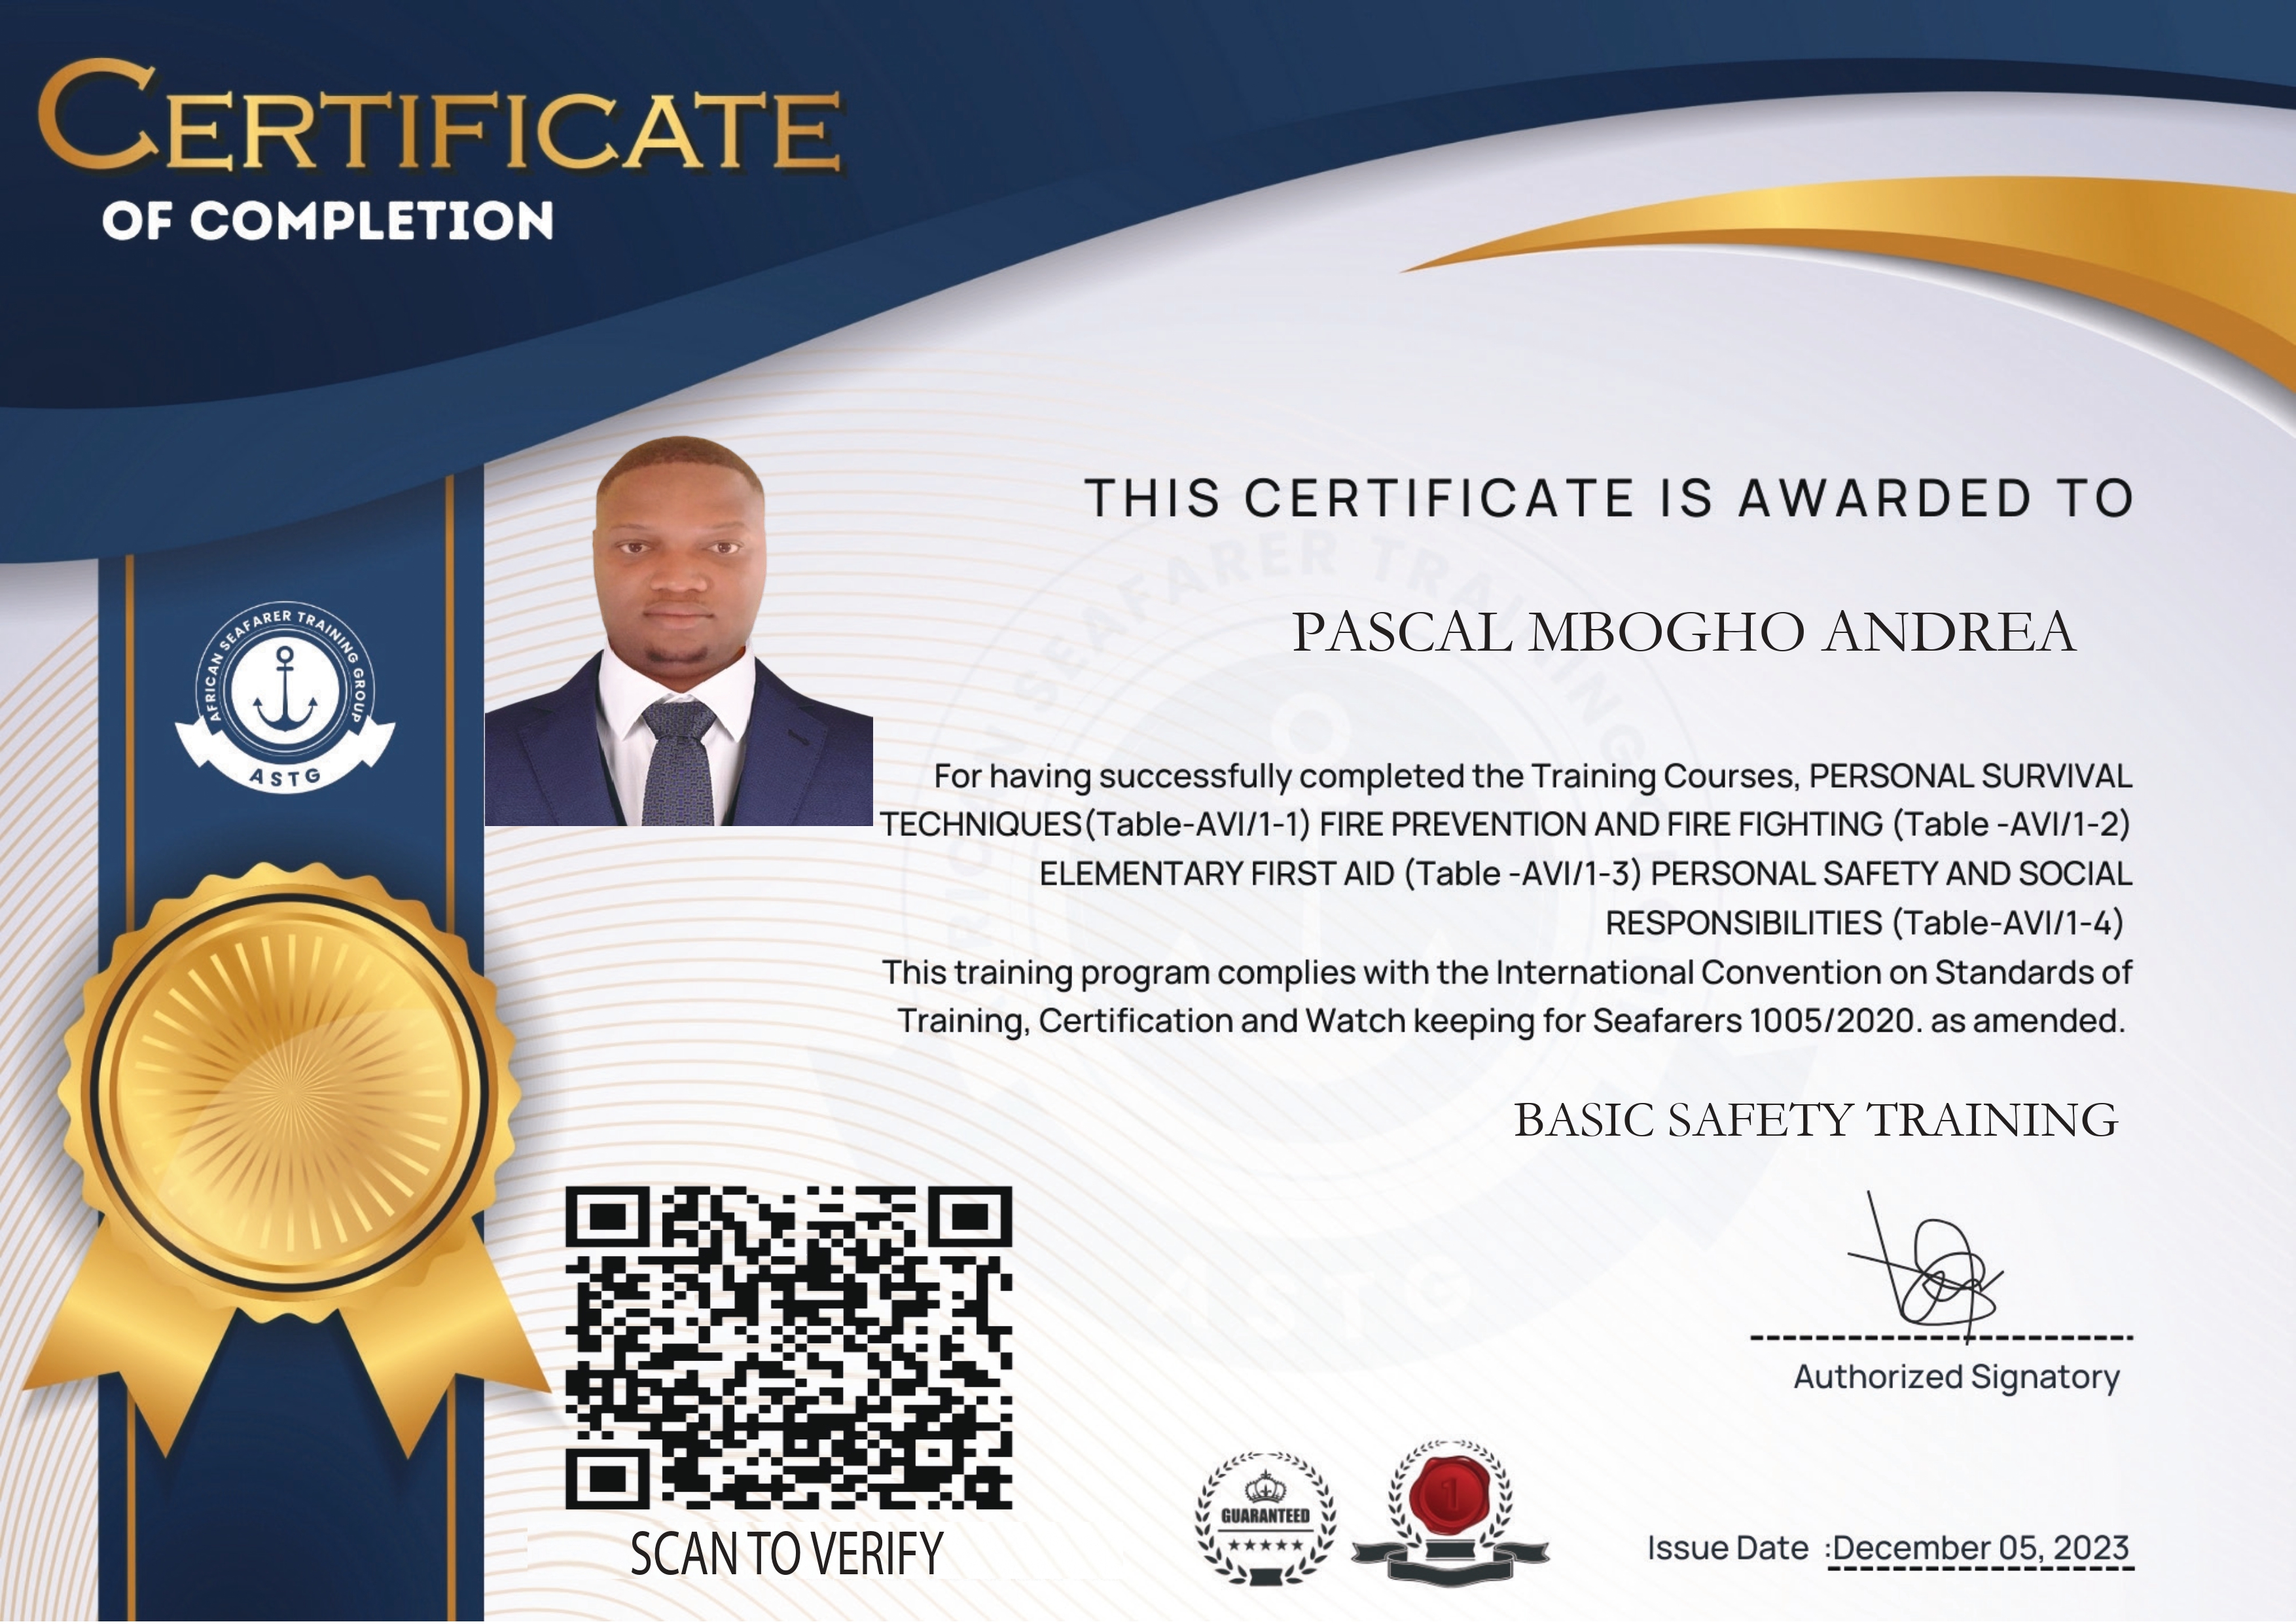 CERTIFICATE
OF COMPLETION
THIS CERTIFICATE IS AWARDED TO
PASCAL MBOGHO ANDREA
AFRICAN SEAFARER TRAINING GROUP
ASTG
For having successfully completed the Training Courses, PERSONAL SURVIVAL
TECHNIQUES(Table-AVI/1-1) FIRE PREVENTION AND FIRE FIGHTING (Table -AVI/1-2)
ELEMENTARY FIRST AID (Table -AVI/1-3) PERSONAL SAFETY AND SOCIAL
RESPONSIBILITIES (Table-AVI/1-4)
This training program complies with the International Convention on Standards of
Training, Certification and Watch keeping for Seafarers 1005/2020. as amended.
BASIC SAFETY TRAINING
Authorized Signatory
SCAN TO VERIFY
GUARANTEED
1
Issue Date :December 05, 2023